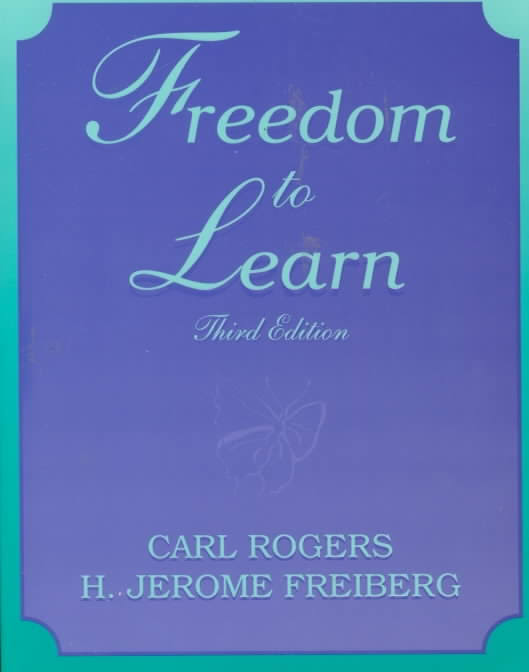 Freedom
to
Learn
Third Edition
CARL ROGERS
H. JEROME FREIBERG